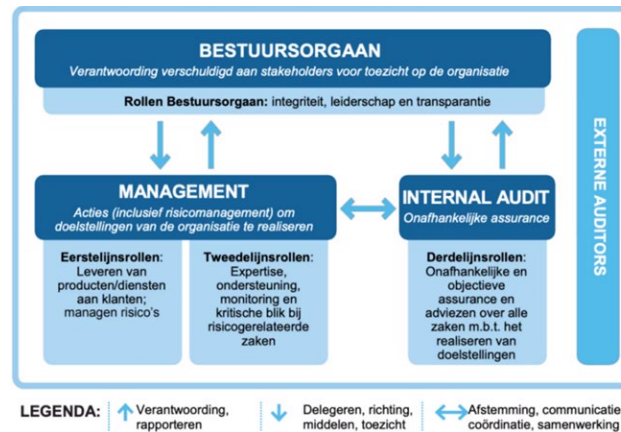 BESTUURSORGAAN
Verantwoording verschuldigd aan stakeholders voor toezicht op de organisatie
Rollen Bestuursorgaan: integriteit, leiderschap en transparantie
MANAGEMENT
Acties (inclusief risicomanagement) om
doelstellingen van de organisatie te realiseren
INTERNAL AUDIT
Onafhankelijke assurance
Eerstelijnsrollen:
Leveren van
producten/diensten
aan klanten;
managen risico's
Tweedelijnsrollen:
Expertise,
ondersteuning,
monitoring en
kritische blik bij
risicogerelateerde
zaken
Derdelijnsrollen:
Onafhankelijke en
objectieve
assurance en
adviezen over alle
zaken m.b.t. het
realiseren van
doelstellingen
EXTERNE AUDITORS
LEGENDA:
Verantwoording,
rapporteren
Delegeren, richting,
middelen, toezicht
Afstemming, communicatie
coördinatie, samenwerking